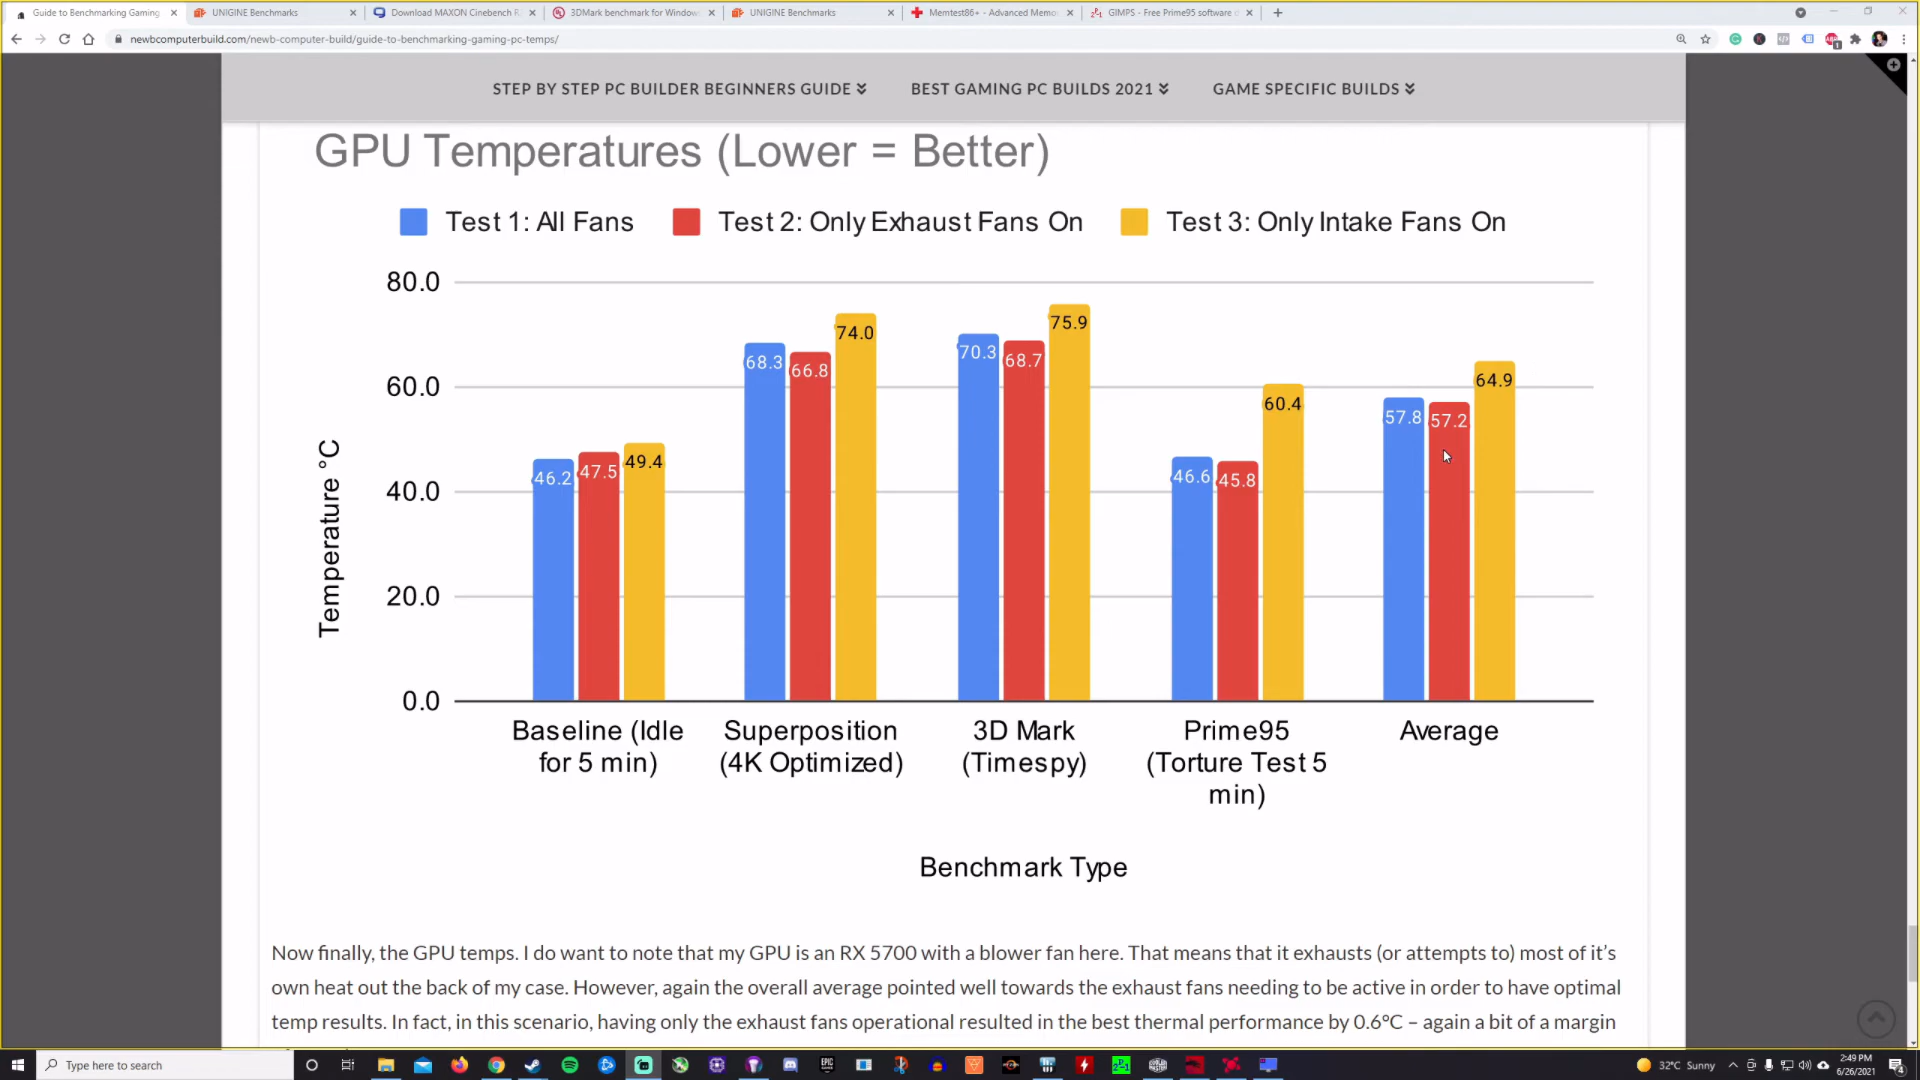 Guide to Benchmarking Gaming
UNIGINE Benchmarks
Download MAXON Cinebench R
3DMark benchmark for Window
UNIGINE Benchmarks
Memtest86+ - Advanced Memo
GIMPS - Free Prime95 software
newbcomputerbuild.com/newb-computer-build/guide-to-benchmarking-gaming-pc-temps/
STEP BY STEP PC BUILDER BEGINNERS GUIDE
BEST GAMING PC BUILDS 2021
GAME SPECIFIC BUILDS
GPU Temperatures (Lower = Better)
Test 1: All Fans
Test 2: Only Exhaust Fans On
Test 3: Only Intake Fans On
80.0
60.0
40.0
20.0
0.0
Temperature °C
46.2
47.5
49.4
68.3
66.8
74.0
70.3
68.7
75.9
46.6
45.8
60.4
57.8
57.2
64.9
Baseline (Idle
for 5 min)
Superposition
(4K Optimized)
3D Mark
(Timespy)
Prime95
(Torture Test 5
min)
Average
Benchmark Type
Now finally, the GPU temps. I do want to note that my GPU is an RX 5700 with a blower fan here. That means that it exhausts (or attempts to) most of it's
own heat out the back of my case. However, again the overall average pointed well towards the exhaust fans needing to be active in order to have optimal
temp results. In fact, in this scenario, having only the exhaust fans operational resulted in the best thermal performance by 0.6°C – again a bit of a margin
Type here to search
EPIC
32°C Sunny
2:49 PM
6/26/2021